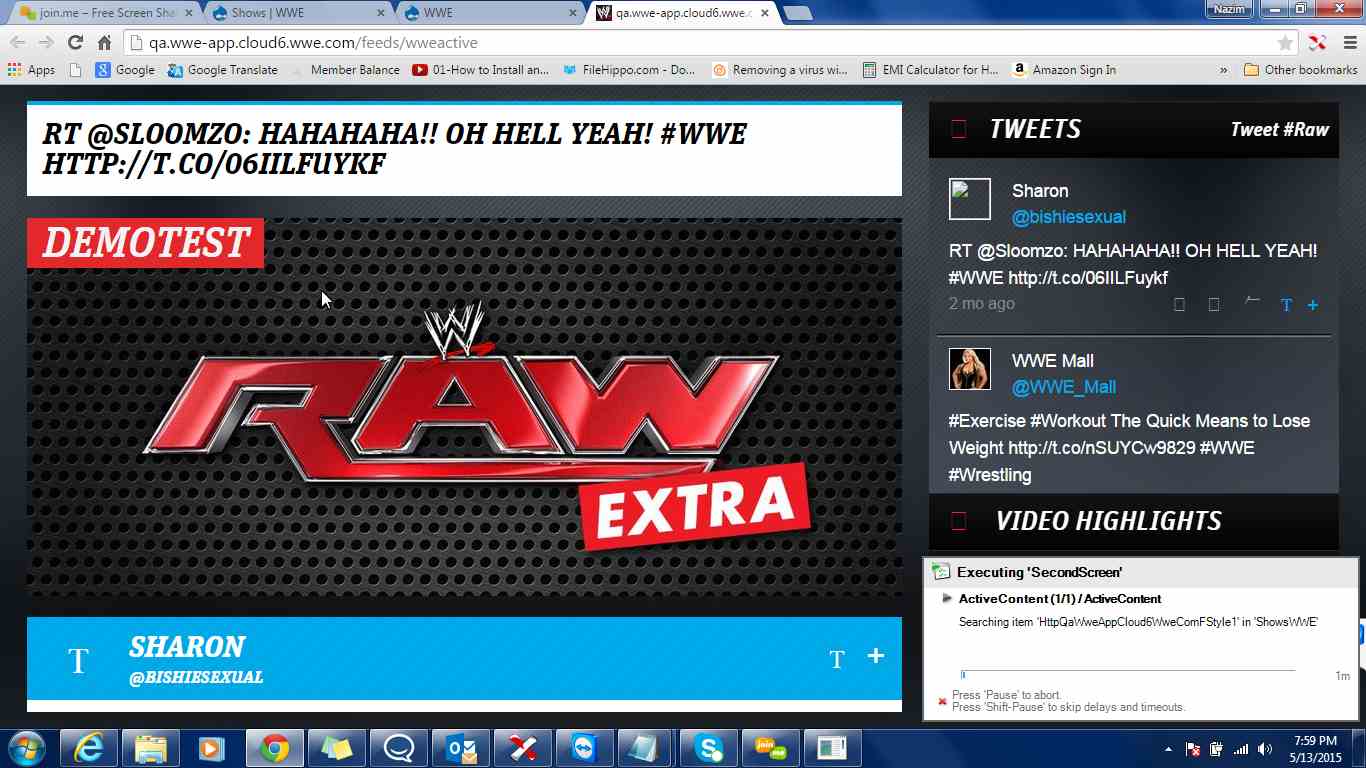 join.me – Free Screen Sha
Shows | WWE
WWE
qa.wwe-app.cloud6.wwe.c
Nazim
qa.wwe-app.cloud6.wwe.com/feeds/wweactive
Apps
Google
Google Translate
Member Balance
01-How to Install an...
FileHippo.com - Do...
Removing a virus wi...
EMI Calculator for H...
Amazon Sign In
»
Other bookmarks
RT @SLOOMZO: HAHAHAHA!! OH HELL YEAH! #WWE
HTTP://T.CO/06IILFUYKF
DEMOTEST
W
RAW
EXTRA
T
SHARON
@BISHIESEXUAL
T +
TWEETS
Tweet #Raw
Sharon
@bishiesexual
RT @Sloomzo: HAHAHAHA!! OH HELL YEAH!
#WWE http://t.co/06IILFuykf
2 mo ago
T +
WWE Mall
@WWE_Mall
#Exercise #Workout The Quick Means to Lose
Weight http://t.co/nSUYCw9829 #WWE
#Wrestling
VIDEO HIGHLIGHTS
Executing 'SecondScreen'
ActiveContent (1/1) / ActiveContent
Searching item 'HttpQaWweAppCloud6WweComFStyle1' in 'ShowsWWE'
1m
Press 'Pause' to abort.
Press 'Shift-Pause' to skip delays and timeouts.
join me
7:59 PM
5/13/2015